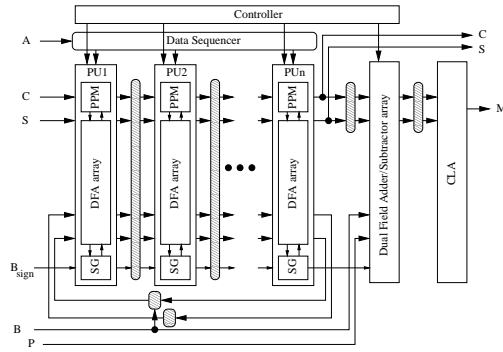 Controller
A Data Sequencer C
S
PU1 PU2 PUn
C PPM PPM PPM
S M
DFA array DFA array DFA array Dual Field Adder/Subtractor array CLA
B sign SG SG SG
B
P